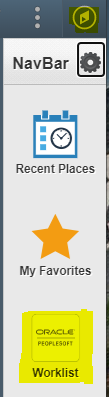 NavBar
Recent Places
My Favorites
ORACLE
PEOPLESOFT
Worklist